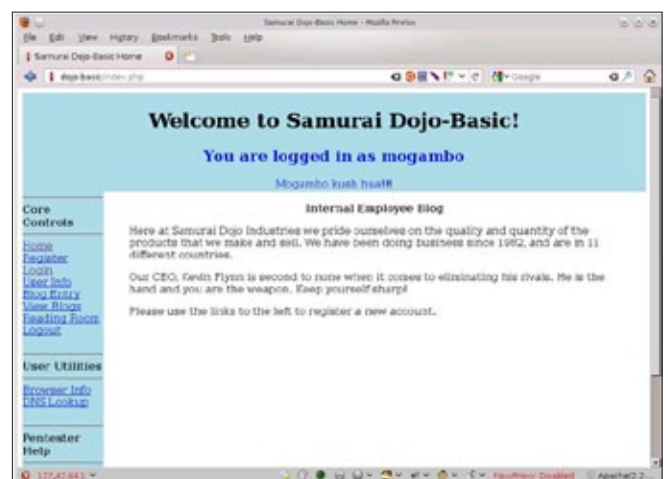 Samurai Dojo-Basic Home - Mozilla Firefox
File Edit View History Bookmarks Tools Help
Samurai Dojo-Basic Home
dojo-basic/index.php
Google
Welcome to Samurai Dojo-Basic!
You are logged in as mogambo
Mogambo kush hua!!!
Core Controls
Home
Register
Login
User Info
Blog Entry
View Blogs
Reading Room
Logout
User Utilities
Browser Info
DNS Lookup
Pentester Help
Internal Employee Blog
Here at Samurai Dojo Industries we pride ourselves on the quality and quantity of the
products that we make and sell. We have been doing business since 1982, and are in 11
different countries.
Our CEO, Kevin Flynn is second to none when it comes to eliminating his rivals. He is the
hand and you are the weapon. Keep yourself sharp!
Please use the links to the left to register a new account.
Disabled